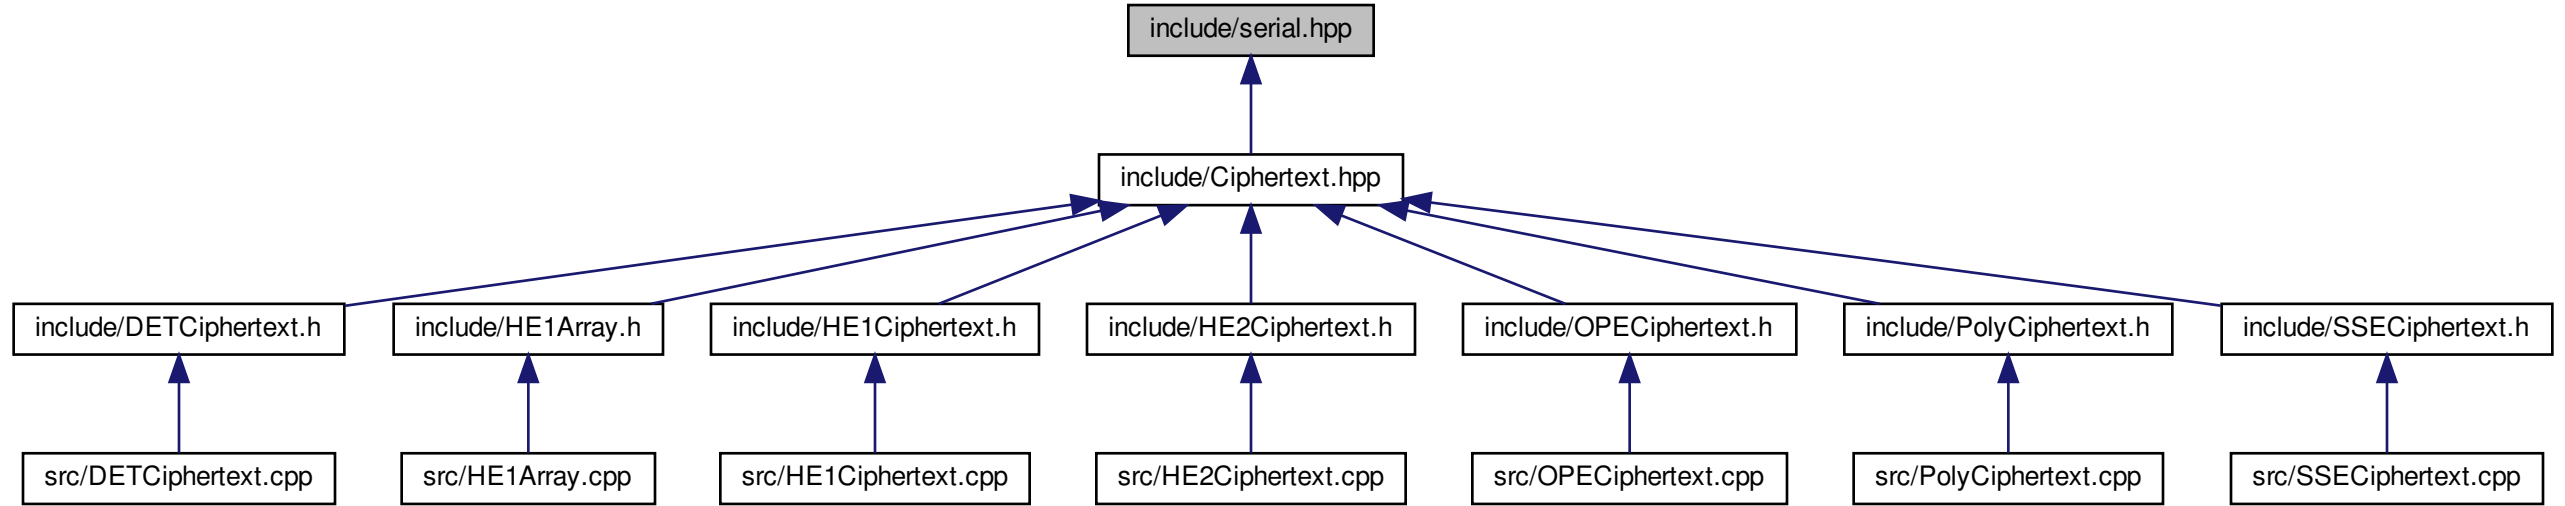 include/serial.hpp
include/Ciphertext.hpp
include/DETCiphertext.h
include/HE1Array.h
include/HE1Ciphertext.h
include/HE2Ciphertext.h
include/OPECiphertext.h
include/PolyCiphertext.h
include/SSECiphertext.h
src/DETCiphertext.cpp
src/HE1Array.cpp
src/HE1Ciphertext.cpp
src/HE2Ciphertext.cpp
src/OPECiphertext.cpp
src/PolyCiphertext.cpp
src/SSECiphertext.cpp